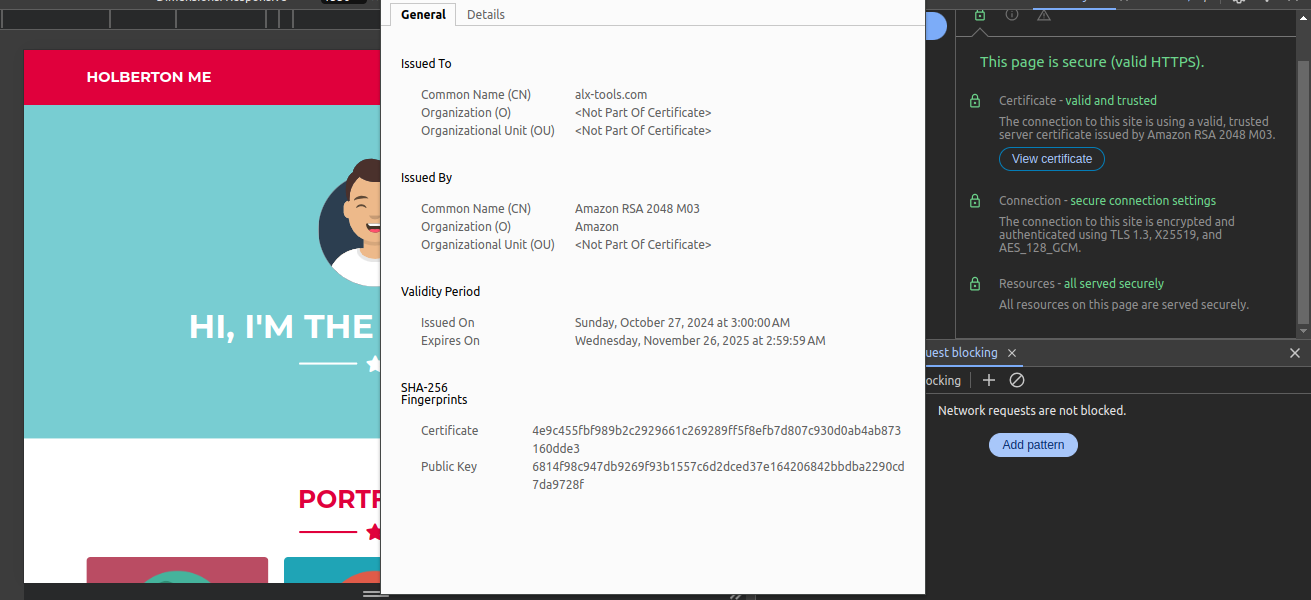 General
Details
HOLBERTON ME
HI, I'M THE
Issued To
Common Name (CN) alx-tools.com
Organization (O) <Not Part Of Certificate>
Organizational Unit (OU) <Not Part Of Certificate>
Issued By
Common Name (CN) Amazon RSA 2048 M03
Organization (O) Amazon
Organizational Unit (OU) <Not Part Of Certificate>
Validity Period
Issued On Sunday, October 27, 2024 at 3:00:00 AM
Expires On Wednesday, November 26, 2025 at 2:59:59 AM
SHA-256
Fingerprints
Certificate 4e9c455fbf989b2c2929661c269289ff5f8efb7d807c930d0ab4ab873
160dde3
Public Key 6814f98c947db9269f93b1557c6d2dced37e164206842bbdba2290cd
7da9728f
This page is secure (valid HTTPS).
Certificate - valid and trusted
The connection to this site is using a valid, trusted
server certificate issued by Amazon RSA 2048 M03.
View certificate
Connection - secure connection settings
The connection to this site is encrypted and
authenticated using TLS 1.3, X25519, and
AES_128_GCM.
Resources - all served securely
All resources on this page are served securely.
uest blocking
ocking
Network requests are not blocked.
Add pattern